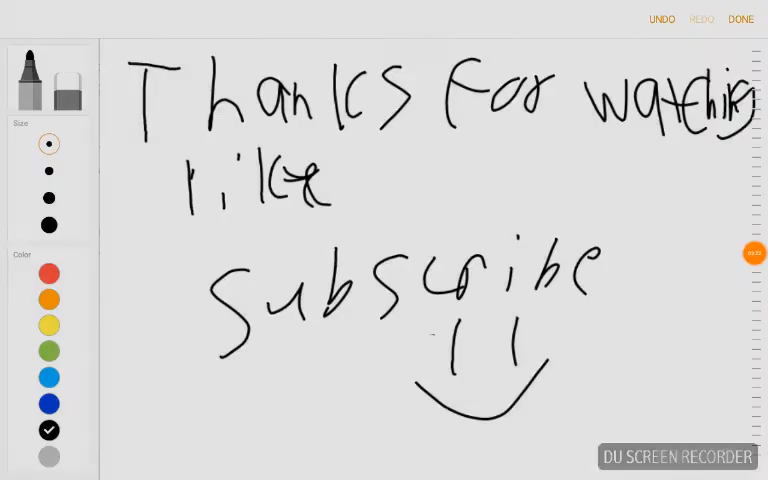 UNDO REDO DONE
Size
Color
Thanks for watching
like
subscribe
DU SCREEN RECORDER